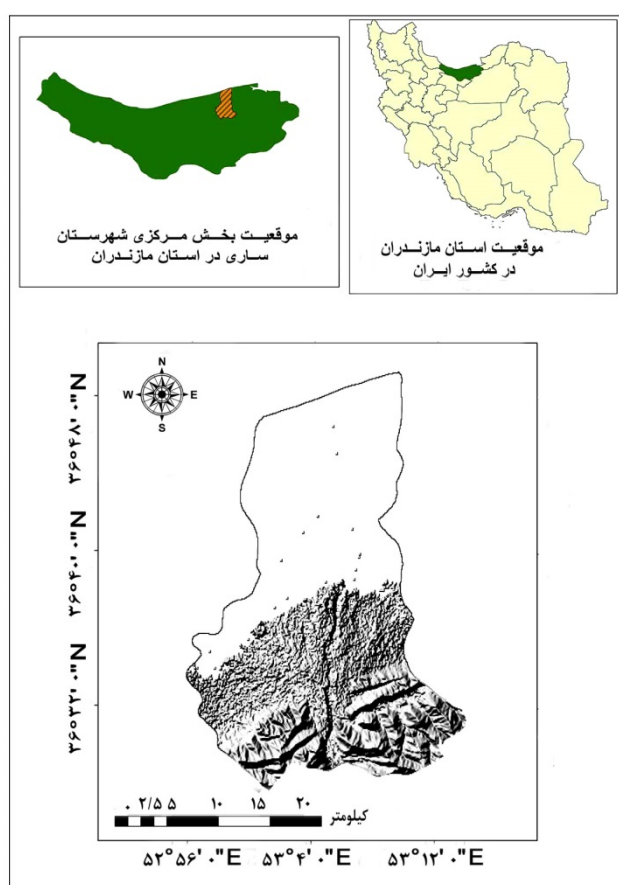 موقعیت بخش مرکزی شهرستان
ساری در استان مازندران
موقعیت استان مازندران
در کشور ایران
N
W
E
S
۳۶°۴۸'۰"N
۳۶°۴۰'۰"N
۳۶°۳۲'۰"N
۰ ۲/۵ ۵ ۱۰ ۱۵ ۲۰
کیلومتر
۵۲°۵۶'۰"E ۵۳°۴'۰"E ۵۳°۱۲'۰"E